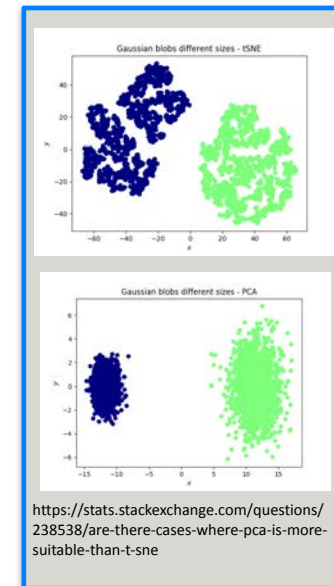 Gaussian blobs different sizes - tSNE
40
20
0
−20
−40
y
−60
−40
−20
0
20
40
60
x
Gaussian blobs different sizes - PCA
6
4
2
0
−2
−4
−6
y
−15
−10
−5
0
5
10
15
x
https://stats.stackexchange.com/questions/
238538/are-there-cases-where-pca-is-more-
suitable-than-t-sne